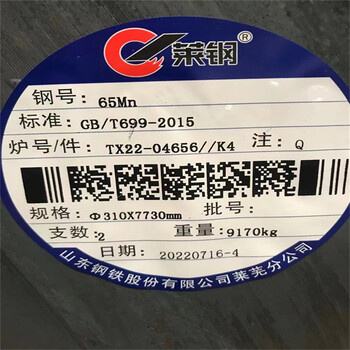 莱钢®
钢号: 65Mn
标准: GB/T699-2015
炉号/件: TX22-04656//K4 注: Q
规格: Φ310X7730mm 批号:
支数: 2 重量: 9170kg
日期: 20220716-4
山东钢铁股份有限公司莱芜分公司